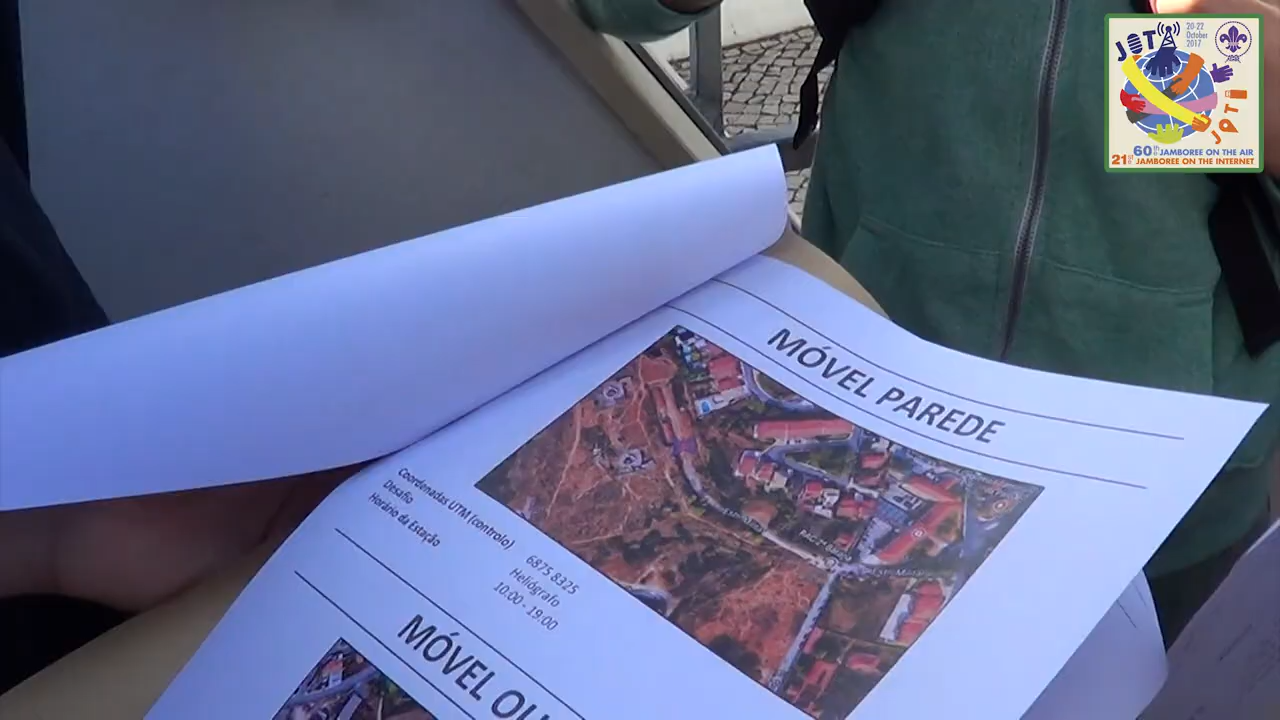 JOTA
20-22
October
2017
JOTI
60th JAMBOREE ON THE AIR
21st JAMBOREE ON THE INTERNET
MÓVEL PAREDE
Coordenadas UTM (controlo) 6875 8325
Desafio Heliógrafo
Horário da Estação 10:00 - 19:00
MÓVEL